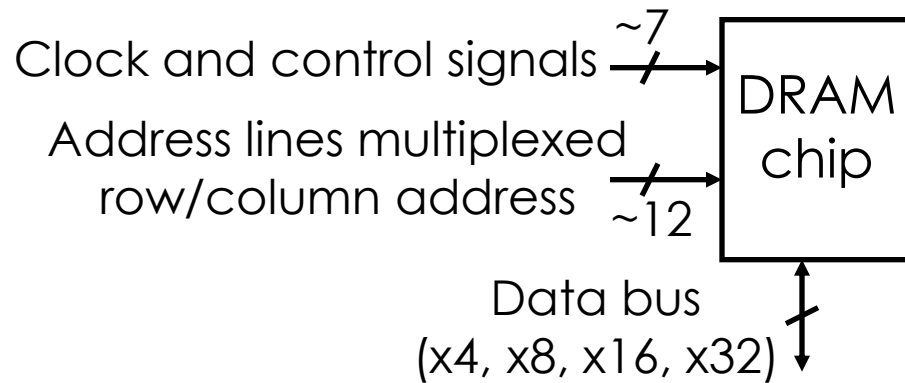 ~7
Clock and control signals
DRAM
chip
Address lines multiplexed
row/column address
~12
Data bus
(x4, x8, x16, x32)